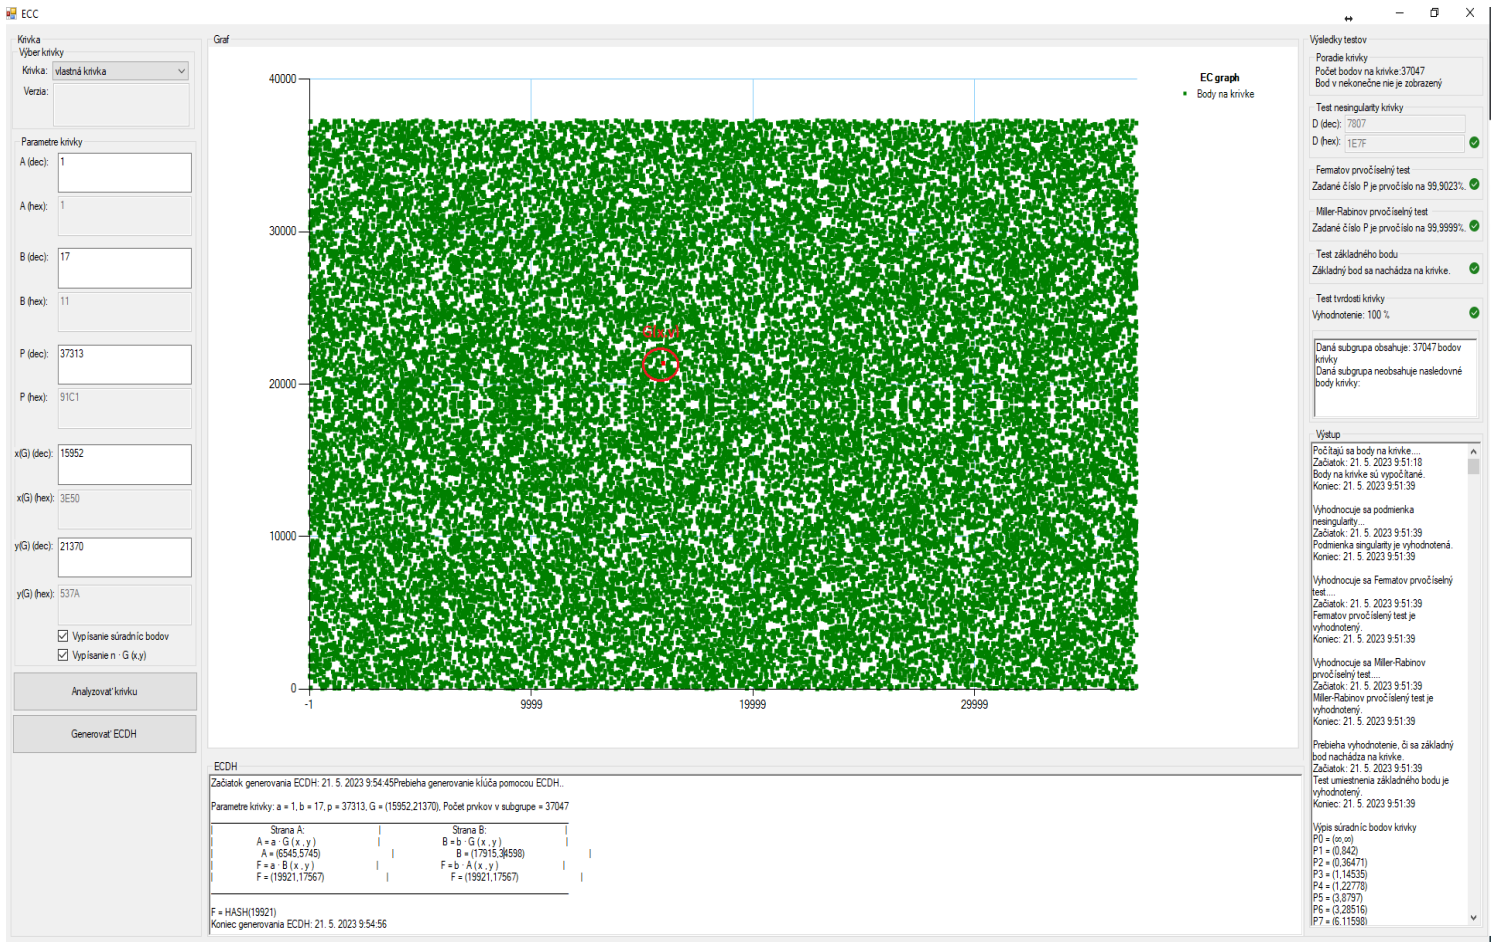 ECC
Krivka
Výber krivky
Krivka: vlastná krivka
Verzia:
Parametre krivky
A (dec): 1
A (hex): 1
B (dec): 17
B (hex): 11
P (dec): 37313
P (hex): 91C1
x(G) (dec): 15952
x(G) (hex): 3E50
y(G) (dec): 21370
y(G) (hex): 537A
Vypísanie súradníc bodov
Vypísanie n · G (x,y)
Analyzovať krivku
Generovať ECDH
Graf
40000
30000
20000
10000
0
-1
9999
19999
29999
EC graph
Body na krivke
ECDH
Začiatok generovania ECDH: 21. 5. 2023 9:54:45Prebieha generovanie kľúča pomocou ECDH..
Parametre krivky: a = 1, b = 17, p = 37313, G = (15952,21370), Počet prvkov v subgrupe = 37047
| Strana A: | Strana B: |
| A = a · G ( x , y ) | B = b · G ( x , y ) |
| A = (6545,5745) | B = (17915,34598) |
| F = a · B ( x , y ) | F = b · A ( x , y ) |
| F = (19921,17567) | F = (19921,17567) |
F = HASH(19921)
Koniec generovania ECDH: 21. 5. 2023 9:54:56
Výsledky testov
Poradie krivky
Počet bodov na krivke:37047
Bod v nekonečne nie je zobrazený
Test nesingularity krivky
D (dec): 7807
D (hex): 1E7F
Fermatov prvočíselný test
Zadané číslo P je prvočíslo na 99,9023%.
Miller-Rabinov prvočíselný test
Zadané číslo P je prvočíslo na 99,9999%.
Test základného bodu
Základný bod sa nachádza na krivke.
Test tvrdosti krivky
Vyhodnotenie: 100 %
Daná subgrupa obsahuje: 37047 bodov
krivky
Daná subgrupa neobsahuje nasledovné
body krivky:
Výstup
Počítajú sa body na krivke....
Začiatok: 21. 5. 2023 9:51:18
Body na krivke sú vypočítané.
Koniec: 21. 5. 2023 9:51:39
Vyhodnocuje sa podmienka
nesingularity...
Začiatok: 21. 5. 2023 9:51:39
Podmienka singularity je vyhodnotená.
Koniec: 21. 5. 2023 9:51:39
Vyhodnocuje sa Fermatov prvočíselný
test....
Začiatok: 21. 5. 2023 9:51:39
Fermatov prvočíslený test je
vyhodnotený.
Koniec: 21. 5. 2023 9:51:39
Vyhodnocuje sa Miller-Rabinov
prvočíselný test....
Začiatok: 21. 5. 2023 9:51:39
Miller-Rabinov prvočíslený test je
vyhodnotený.
Koniec: 21. 5. 2023 9:51:39
Prebieha vyhodnotenie, či sa základný
bod nachádza na krivke.
Začiatok: 21. 5. 2023 9:51:39
Test umiestnenia základného bodu je
vyhodnotený.
Koniec: 21. 5. 2023 9:51:39
Výpis súradníc bodov krivky
P0 = (∞,∞)
P1 = (0,842)
P2 = (0,36471)
P3 = (1,14535)
P4 = (1,22778)
P5 = (3,8797)
P6 = (3,28516)
P7 = (6,11598)